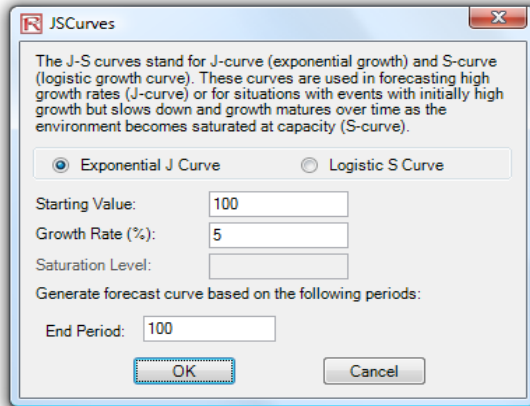 JSCurves
The J-S curves stand for J-curve (exponential growth) and S-curve
(logistic growth curve). These curves are used in forecasting high
growth rates (J-curve) or for situations with events with initially high
growth but slows down and growth matures over time as the
environment becomes saturated at capacity (S-curve).
Exponential J Curve Logistic S Curve
Starting Value: 100
Growth Rate (%): 5
Saturation Level:
Generate forecast curve based on the following periods:
End Period: 100
OK Cancel